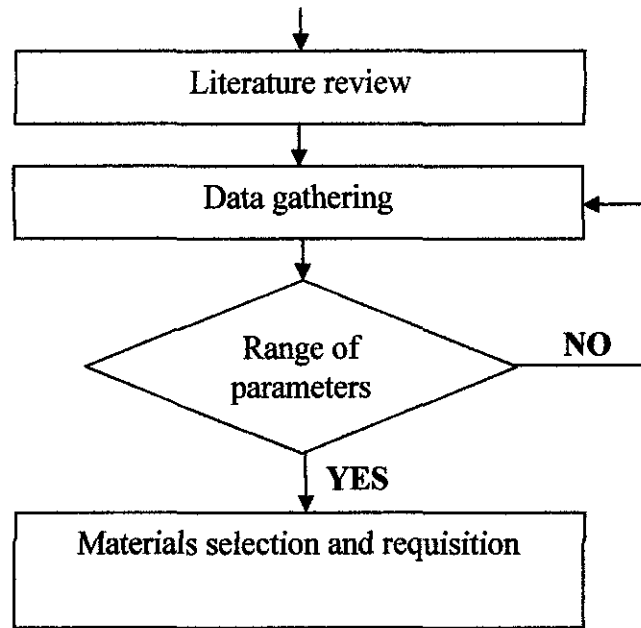 Literature review
Data gathering
Range of
parameters
NO
YES
Materials selection and requisition